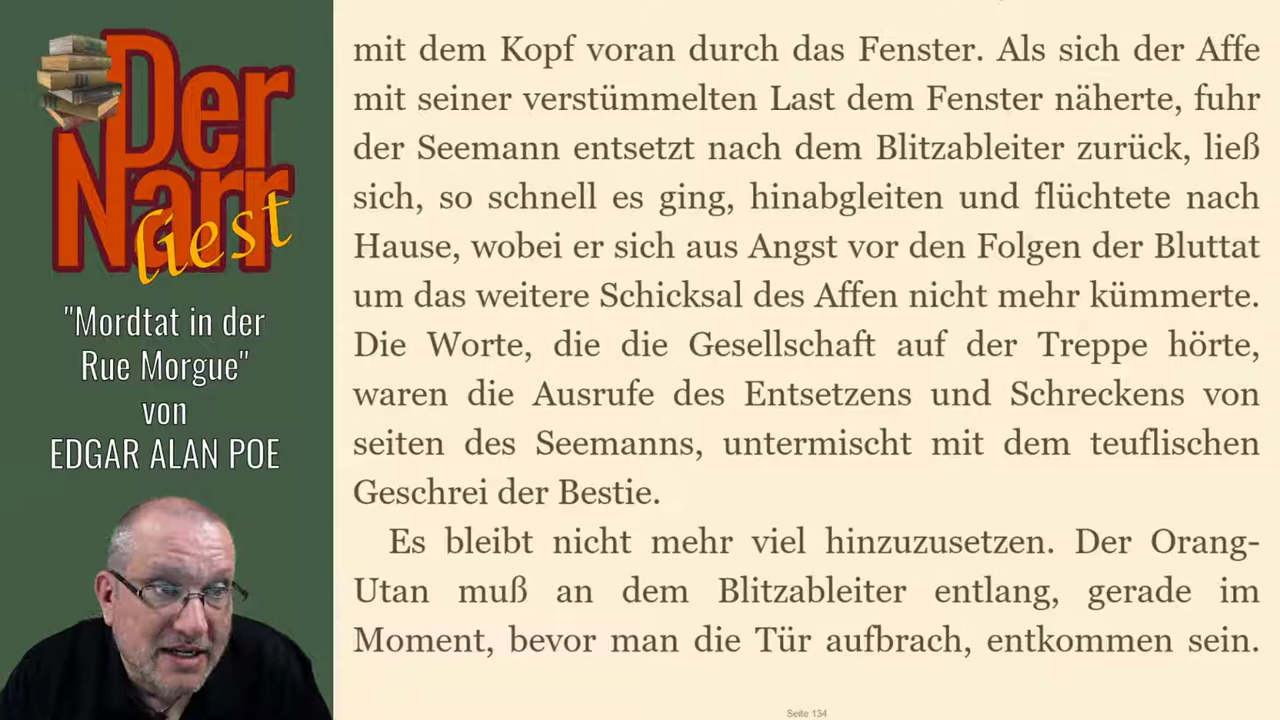 Der
Narr
liest
"Mordtat in der
Rue Morgue"
von
EDGAR ALAN POE
mit dem Kopf voran durch das Fenster. Als sich der Affe
mit seiner verstümmelten Last dem Fenster näherte, fuhr
der Seemann entsetzt nach dem Blitzableiter zurück, ließ
sich, so schnell es ging, hinabgleiten und flüchtete nach
Hause, wobei er sich aus Angst vor den Folgen der Bluttat
um das weitere Schicksal des Affen nicht mehr kümmerte.
Die Worte, die die Gesellschaft auf der Treppe hörte,
waren die Ausrufe des Entsetzens und Schreckens von
seiten des Seemanns, untermischt mit dem teuflischen
Geschrei der Bestie.
Es bleibt nicht mehr viel hinzuzusetzen. Der Orang-
Utan muß an dem Blitzableiter entlang, gerade im
Moment, bevor man die Tür aufbrach, entkommen sein.
Seite 134